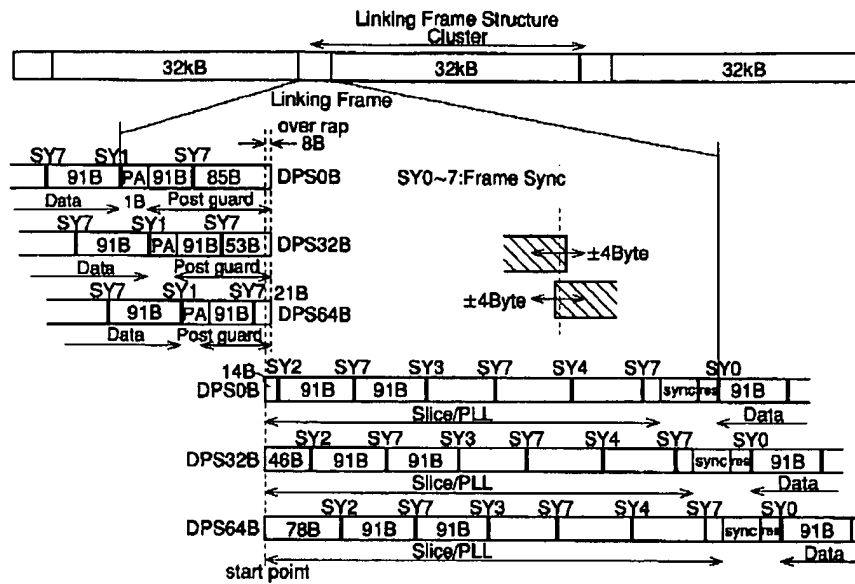 Linking Frame Structure
Cluster
32kB 32kB 32kB
Linking Frame
over rap
8B
SY7 SY1 SY7
91B PA 91B 85B DPS0B
SY0~7:Frame Sync
Data 1B Post guard
SY7 SY1 SY7
91B PA 91B 53B DPS32B
±4Byte
Data Post guard
SY7 SY1 SY7 21B
±4Byte
91B PA 91B DPS64B
Data Post guard
14B SY2 SY7 SY3 SY7 SY4 SY7 SY0
DPS0B 91B 91B sync res 91B
Slice/PLL Data
SY2 SY7 SY3 SY7 SY4 SY7 SY0
DPS32B 46B 91B 91B sync res 91B
Slice/PLL Data
SY2 SY7 SY3 SY7 SY4 SY7 SY0
DPS64B 78B 91B 91B sync res 91B
Slice/PLL Data
start point